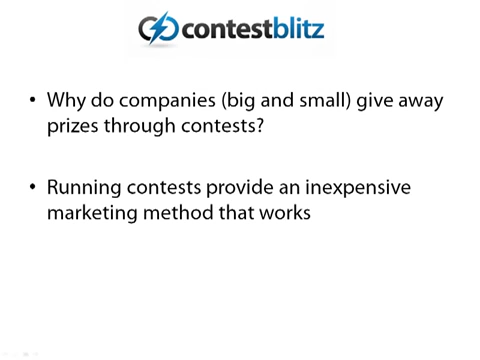 contestblitz
• Why do companies (big and small) give away
prizes through contests?
• Running contests provide an inexpensive
marketing method that works